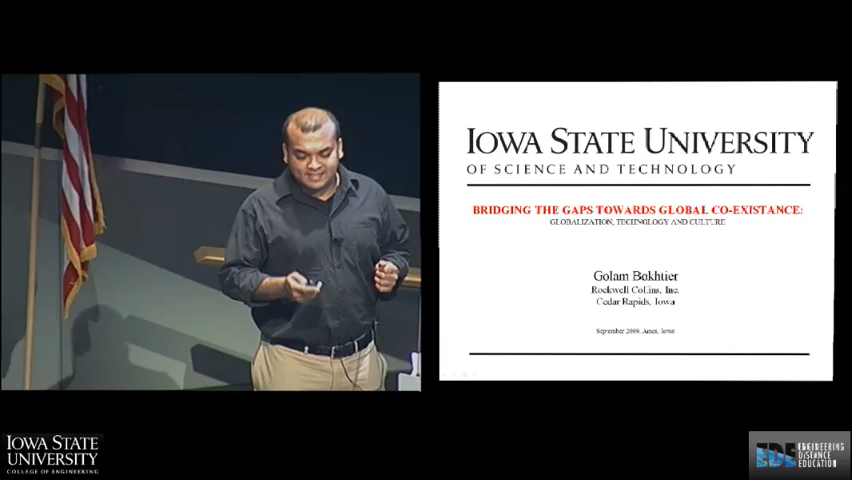 IOWA STATE UNIVERSITY
OF SCIENCE AND TECHNOLOGY
BRIDGING THE GAPS TOWARDS GLOBAL CO-EXISTANCE:
GLOBALIZATION, TECHNOLOGY AND CULTURE
Golam Bakhtier
Rockwell Collins, Inc.
Cedar Rapids, Iowa
September 2009, Ames, Iowa
IOWA STATE
UNIVERSITY
COLLEGE OF ENGINEERING
EDE
ENGINEERING
DISTANCE
EDUCATION